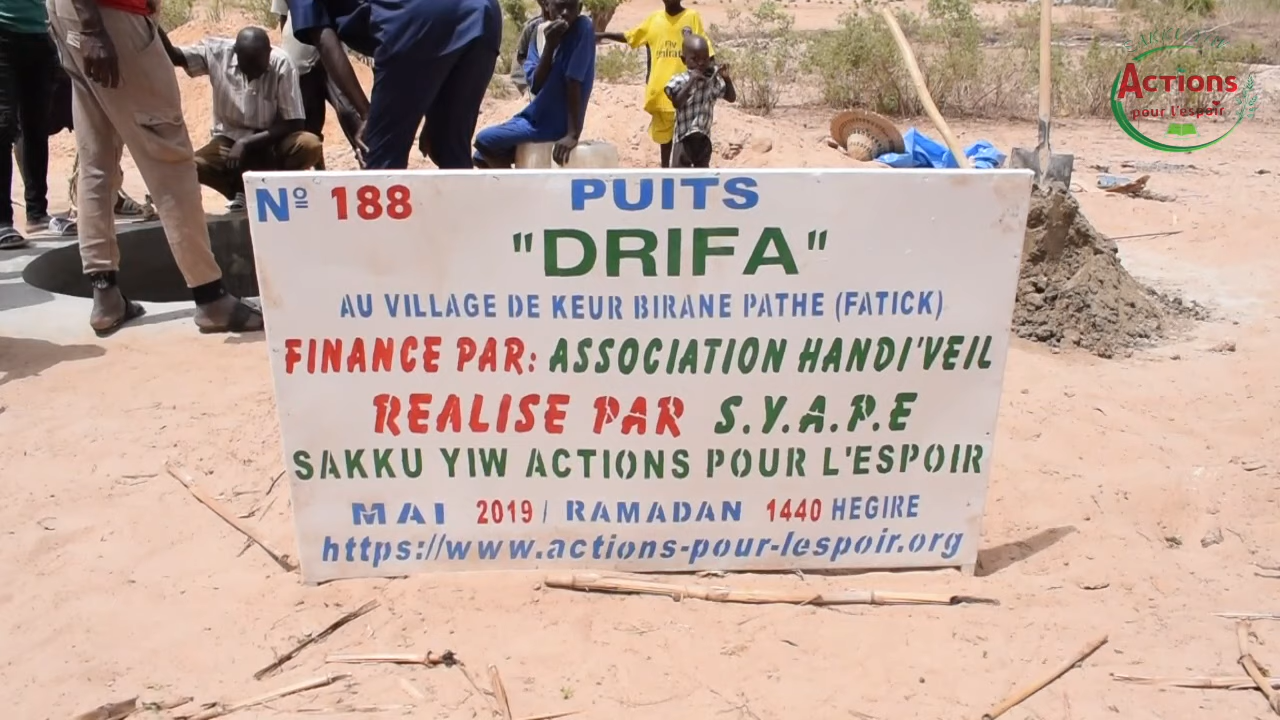 Nº 188 PUITS
"DRIFA"
AU VILLAGE DE KEUR BIRANE PATHE (FATICK)
FINANCE PAR: ASSOCIATION HANDI'VEIL
REALISE PAR S.Y.A.P.E
SAKKU YIW ACTIONS POUR L'ESPOIR
MAI 2019 / RAMADAN 1440 HEGIRE
https://www.actions-pour-lespoir.org
ACTIONS
pour l'espoir